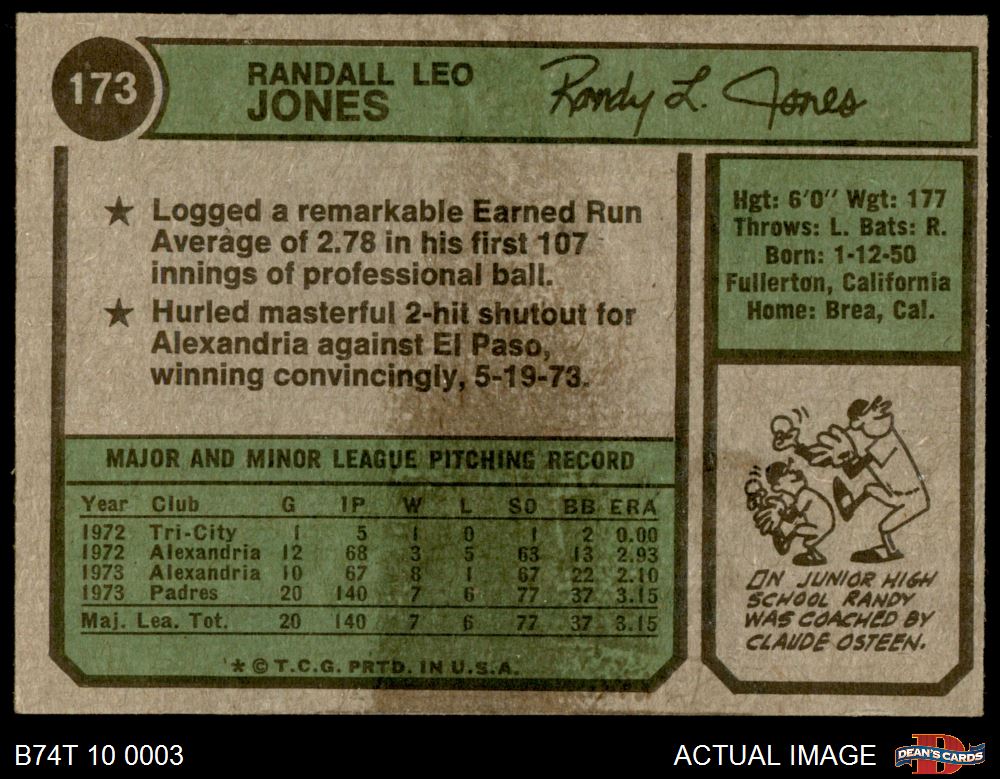 173
RANDALL LEO
JONES
Randy L. Jones
★ Logged a remarkable Earned Run
Average of 2.78 in his first 107
innings of professional ball.
★ Hurled masterful 2-hit shutout for
Alexandria against El Paso,
winning convincingly, 5-19-73.
Hgt: 6'0" Wgt: 177
Throws: L. Bats: R.
Born: 1-12-50
Fullerton, California
Home: Brea, Cal.
MAJOR AND MINOR LEAGUE PITCHING RECORD
Year Club G IP W L SO BB ERA
1972 Tri-City 1 5 1 0 1 2 0.00
1972 Alexandria 12 68 3 5 63 13 2.93
1973 Alexandria 10 67 8 1 67 22 2.10
1973 Padres 20 140 7 6 77 37 3.15
Maj. Lea. Tot. 20 140 7 6 77 37 3.15
* © T.C.G. PRTD. IN U.S.A.
IN JUNIOR HIGH
SCHOOL RANDY
WAS COACHED BY
CLAUDE OSTEEN.
B74T 10 0003
ACTUAL IMAGE
DEAN'S CARDS